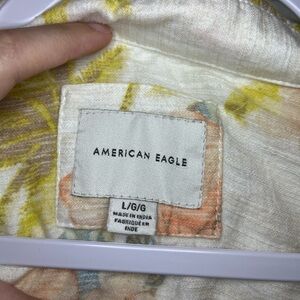 AMERICAN EAGLE
L/G/G
MADE IN INDIA
FABRIQUÉ EN
INDE